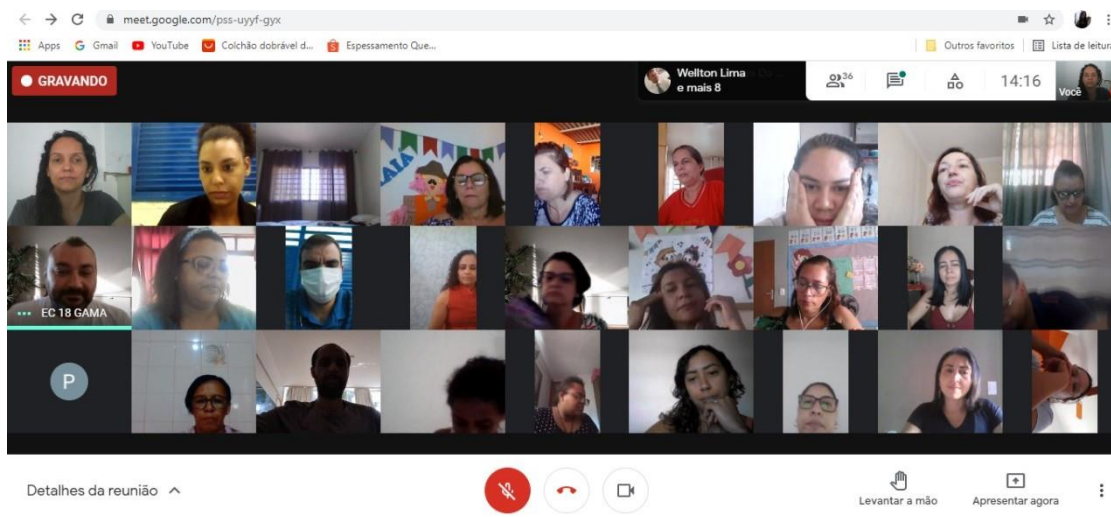 meet.google.com/pss-uyyf-gyx
Apps
Gmail
YouTube
Colchão dobrável d...
Espessamento Que...
Outros favoritos
Lista de leitura
GRAVANDO
Wellton Lima
e mais 8
36
14:16
Você
EC 18 GAMA
P
Detalhes da reunião
Levantar a mão
Apresentar agora